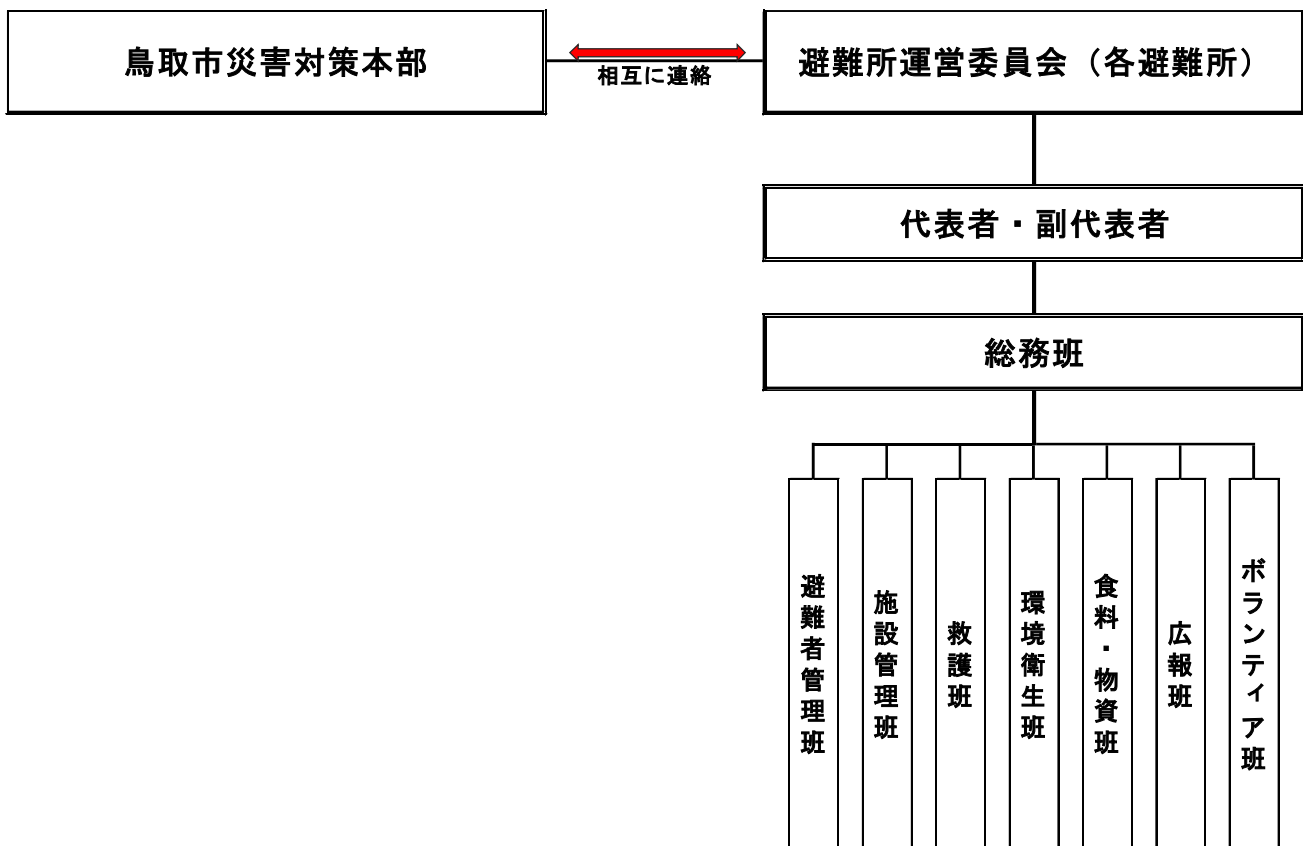 鳥取市災害対策本部
相互に連絡
避難所運営委員会（各避難所）
代表者・副代表者
総務班
避難者管理班
施設管理班
救護班
環境衛生班
食料・物資班
広報班
ボランティア班